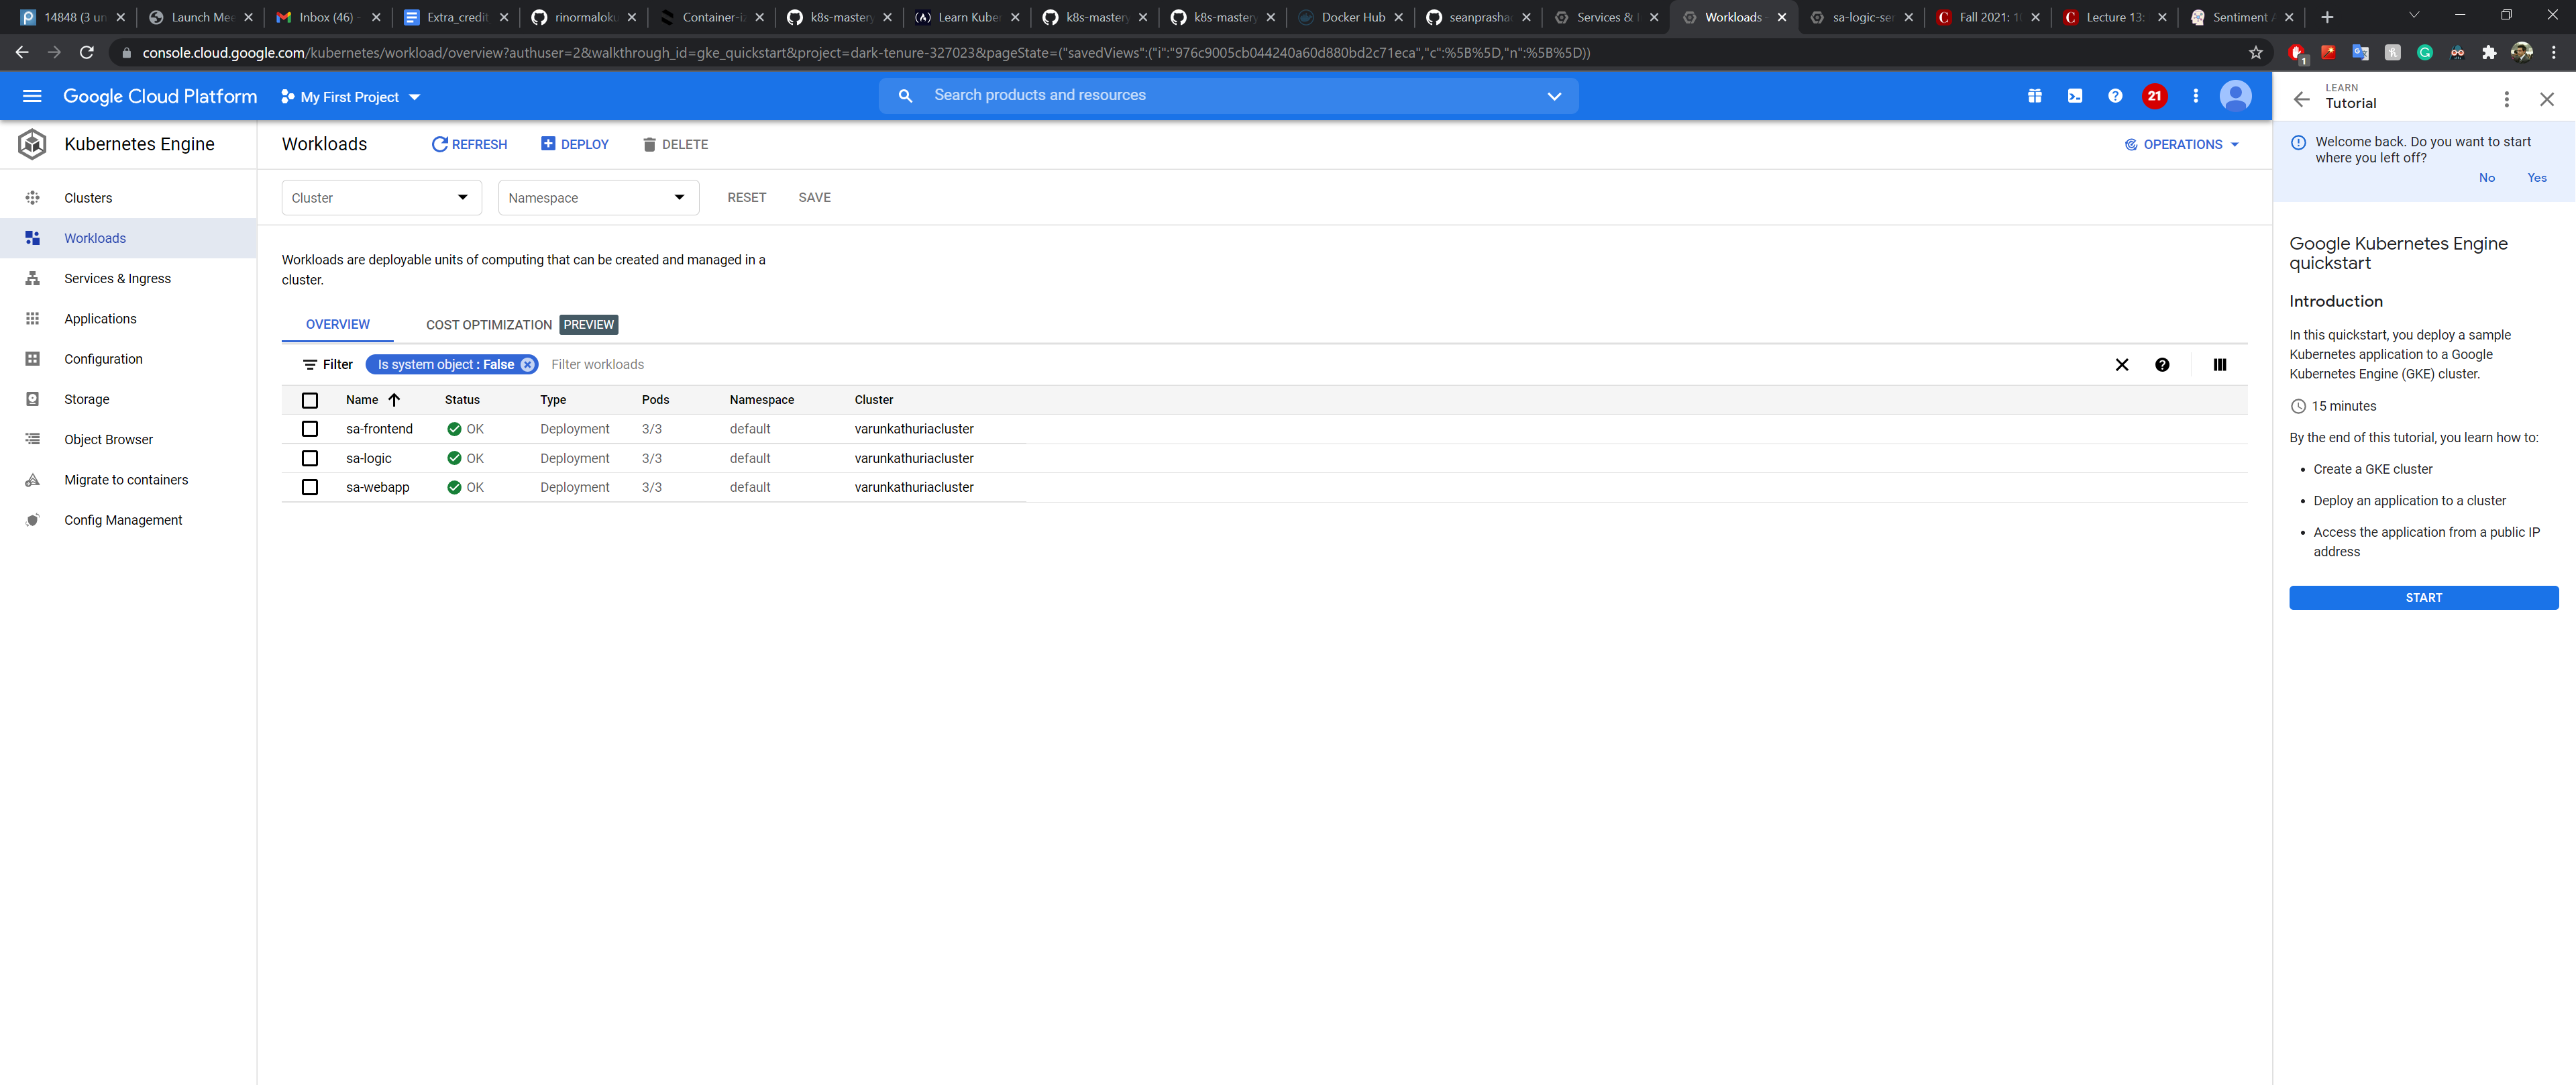 14848 (3 un
Launch Mee
Inbox (46) -
Extra_credit
rinormaloku
Container-iz
k8s-mastery
Learn Kuber
k8s-mastery
k8s-mastery
Docker Hub
seanprashad
Services & I
Workloads -
sa-logic-ser
Fall 2021: 1
Lecture 13:
Sentiment A
console.cloud.google.com/kubernetes/workload/overview?authuser=2&walkthrough_id=gke_quickstart&project=dark-tenure-327023&pageState=("savedViews":("i":"976c9005cb044240a60d880bd2c71eca","c":%5B%5D,"n":%5B%5D))
1
Google Cloud Platform
My First Project
Search products and resources
21
LEARN
Tutorial
Kubernetes Engine
Workloads
REFRESH
DEPLOY
DELETE
OPERATIONS
Welcome back. Do you want to start
where you left off?
No
Yes
Clusters
Workloads
Services & Ingress
Applications
Configuration
Storage
Object Browser
Migrate to containers
Config Management
Cluster
Namespace
RESET
SAVE
Workloads are deployable units of computing that can be created and managed in a
cluster.
OVERVIEW
COST OPTIMIZATION PREVIEW
Filter
Is system object : False
Filter workloads
Name Status Type Pods Namespace Cluster
sa-frontend OK Deployment 3/3 default varunkathuriacluster
sa-logic OK Deployment 3/3 default varunkathuriacluster
sa-webapp OK Deployment 3/3 default varunkathuriacluster
Google Kubernetes Engine
quickstart
Introduction
In this quickstart, you deploy a sample
Kubernetes application to a Google
Kubernetes Engine (GKE) cluster.
15 minutes
By the end of this tutorial, you learn how to:
• Create a GKE cluster
• Deploy an application to a cluster
• Access the application from a public IP
address
START